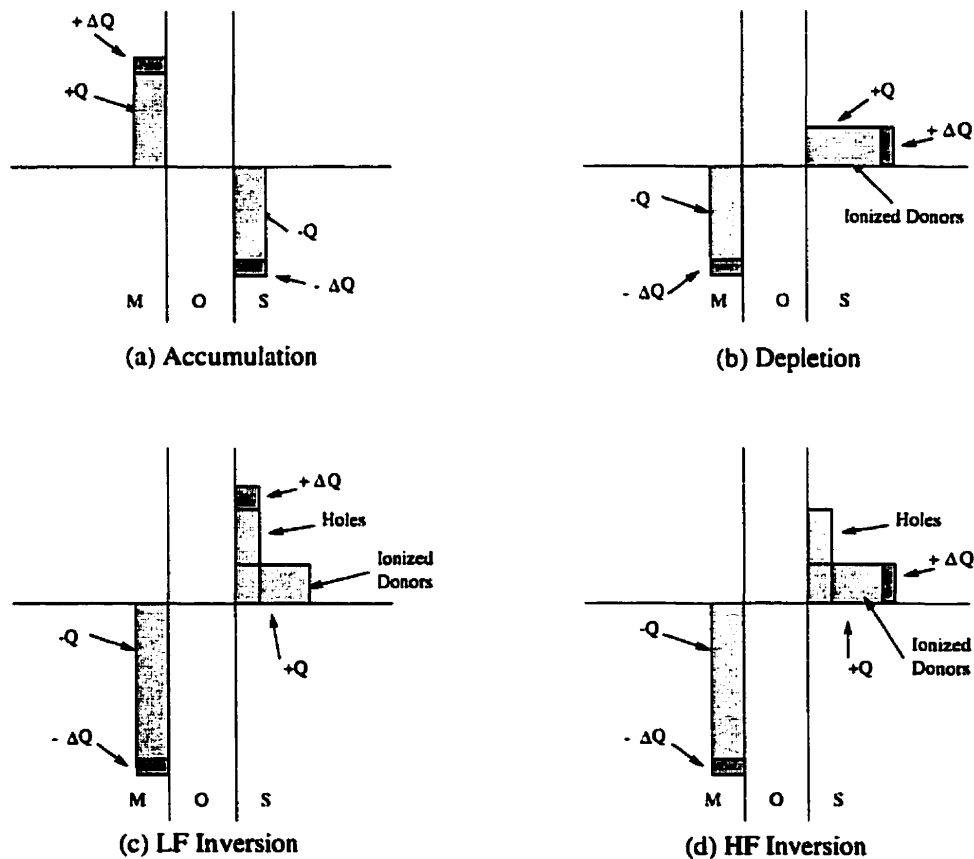 + ΔQ
+Q
-Q
- ΔQ
M O S
(a) Accumulation
+Q
+ ΔQ
Ionized Donors
-Q
- ΔQ
M O S
(b) Depletion
+ ΔQ
Holes
Ionized
Donors
-Q
+Q
- ΔQ
M O S
(c) LF Inversion
Holes
+ ΔQ
-Q
Ionized
Donors
+Q
- ΔQ
M O S
(d) HF Inversion